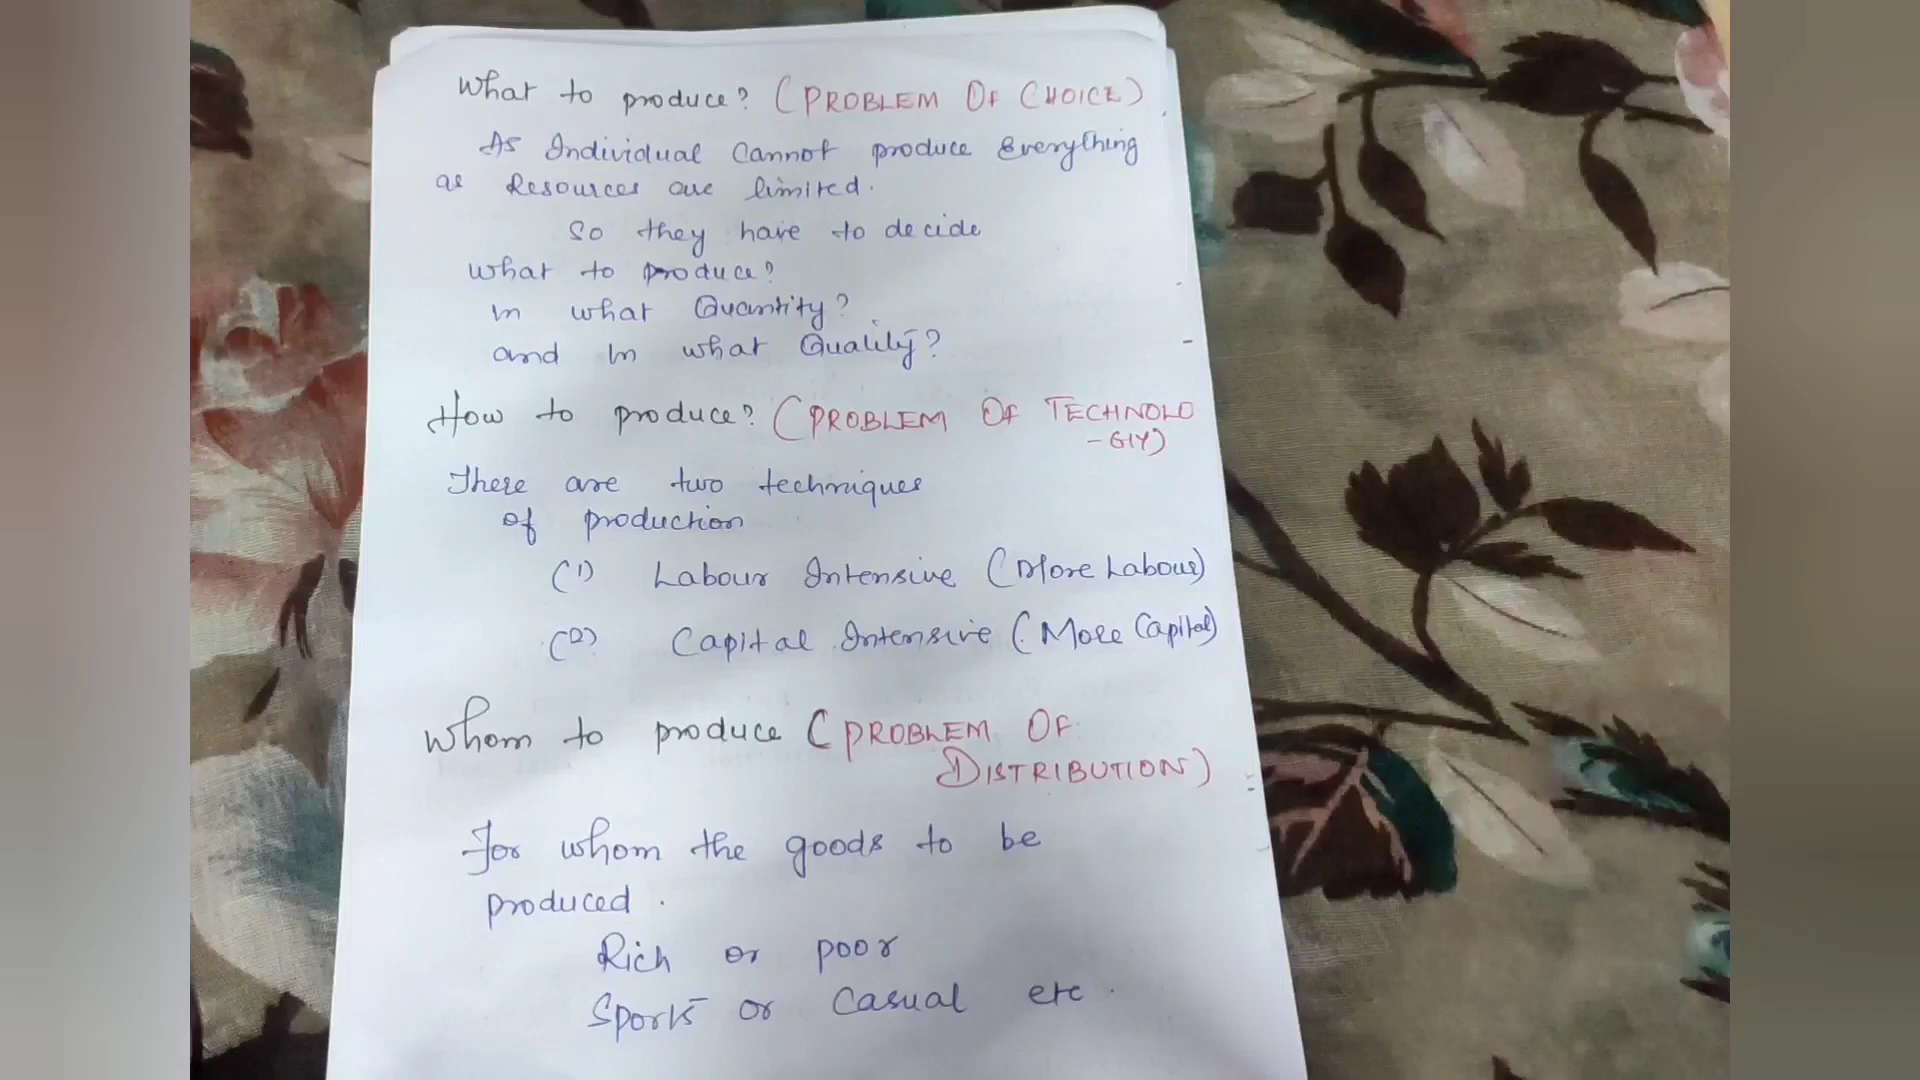 What to produce? (PROBLEM OF CHOICE)
As Individual Cannot produce Everything
as Resources are limited.
So they have to decide
What to produce?
in what Quantity?
and in what Quality?
How to produce? (PROBLEM OF TECHNOLO
-GIY)
There are two techniques
of production
(1) Labour Intensive (More Labour)
(2) Capital Intensive (More Capital)
Whom to produce (PROBLEM OF
DISTRIBUTION)
For whom the goods to be
produced.
Rich or poor
Sports or Casual etc.